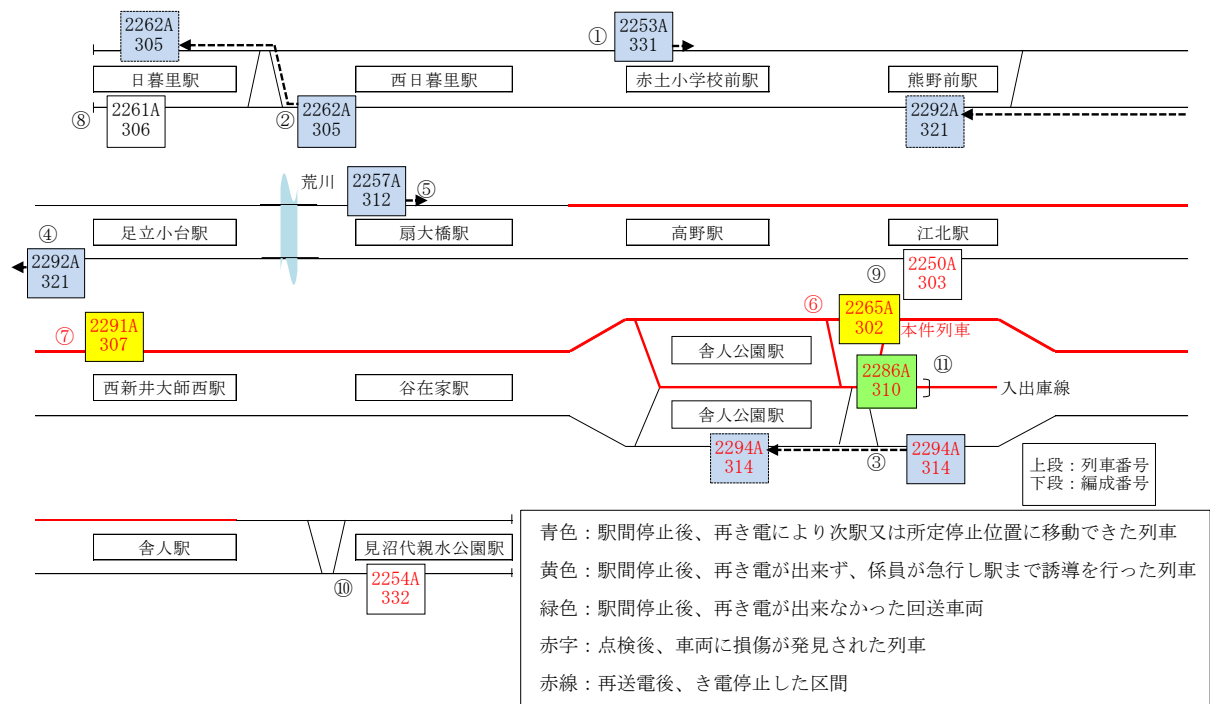 2262A
305
①
2253A
331
日暮里駅
西日暮里駅
赤土小学校前駅
熊野前駅
⑧
2261A
306
②
2262A
305
2292A
321
荒川
2257A
312
⑤
足立小台駅
扇大橋駅
高野駅
江北駅
④
2292A
321
⑨
2250A
303
⑥
2265A
302
本件列車
⑦
2291A
307
舎人公園駅
西新井大師西駅
谷在家駅
2286A
310
⑪
入出庫線
舎人公園駅
2294A
314
③
2294A
314
上段：列車番号
下段：編成番号
舎人駅
見沼代親水公園駅
⑩
2254A
332
青色：駅間停止後、再き電により次駅又は所定停止位置に移動できた列車
黄色：駅間停止後、再き電が出来ず、係員が急行し駅まで誘導を行った列車
緑色：駅間停止後、再き電が出来なかった回送車両
赤字：点検後、車両に損傷が発見された列車
赤線：再送電後、き電停止した区間